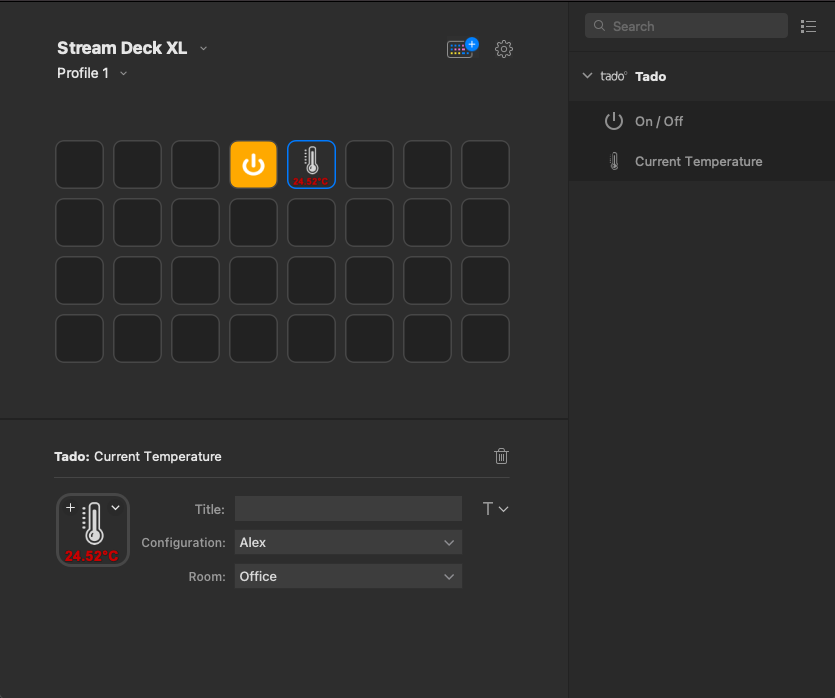 Stream Deck XL
Profile 1
24.52°C
Search
tado° Tado
On / Off
Current Temperature
Tado: Current Temperature
24.52°C
Title:
T
Configuration: Alex
Room: Office